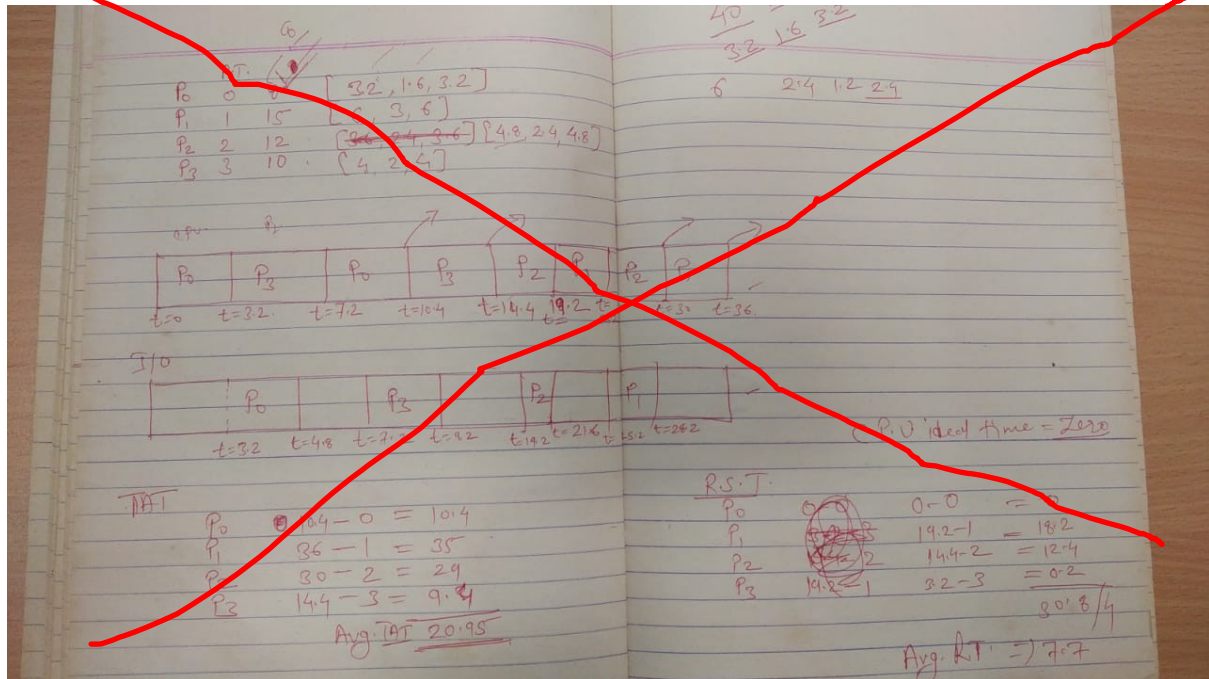 40
3.2 1.6 3.2
A.T.
P0 0 [3.2, 1.6, 3.2]
P1 1 15 [6, 3, 6]
P2 2 12 [4.8, 2.4, 4.8]
P3 3 10 [4, 2, 4]
6 2.4 1.2 2.4
P0 P3 P0 P3 P2 P1 P2
t=0 t=3.2 t=7.2 t=10.4 t=14.4 19.2 t=30 t=36
I/O
P0 P3 P2 P1
t=3.2 t=4.8 t=7.2 t=9.2 t=19.2 t=21.6 t=28.2
C.P.U ideal time = Zero
TAT
P0 10.4 - 0 = 10.4
P1 36 - 1 = 35
P2 30 - 2 = 29
P3 14.4 - 3 = 9.4
Avg. TAT 20.95
R.S.T.
P0 0-0 =
P1 19.2-1 = 18.2
P2 14.4-2 = 12.4
P3 3.2-3 = 0.2
30.8/4
Avg. RT. => 7.7